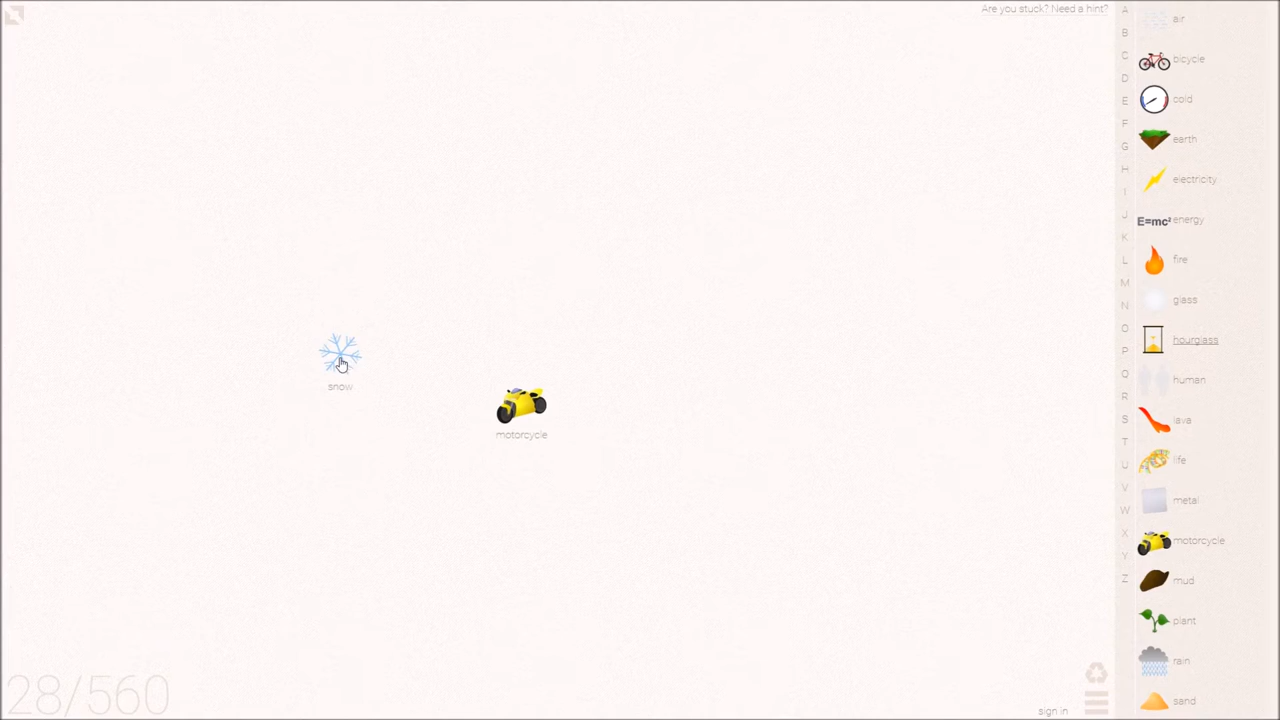 Are you stuck? Need a hint?
A
B
C
D
E
F
G
H
I
J
K
L
M
N
O
P
Q
R
S
T
U
V
W
X
Y
Z
air
bicycle
cold
earth
electricity
E=mc² energy
fire
glass
hourglass
human
lava
life
metal
motorcycle
mud
plant
rain
sand
snow
motorcycle
28/560
sign in